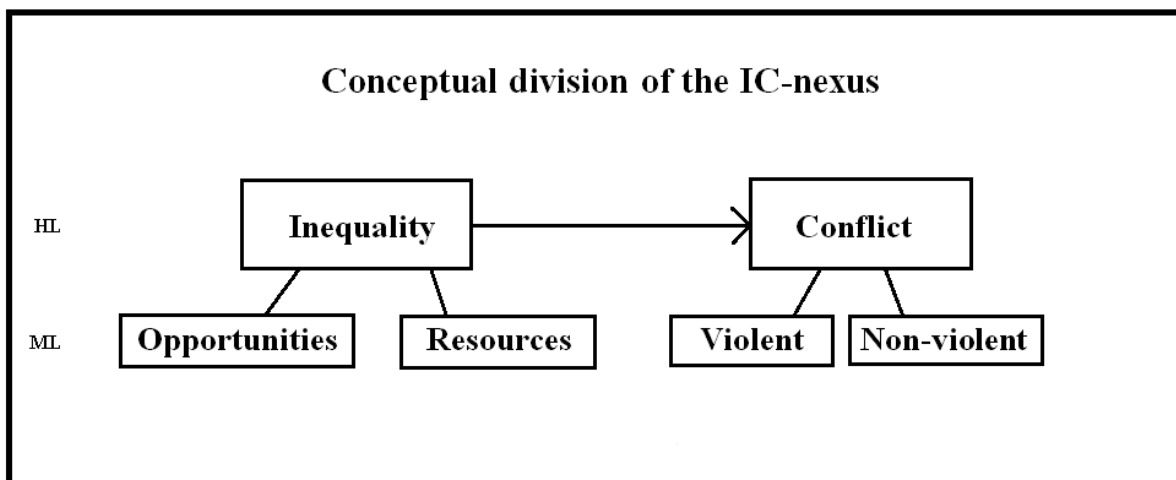 Conceptual division of the IC-nexus
HL
Inequality
Conflict
ML
Opportunities
Resources
Violent
Non-violent